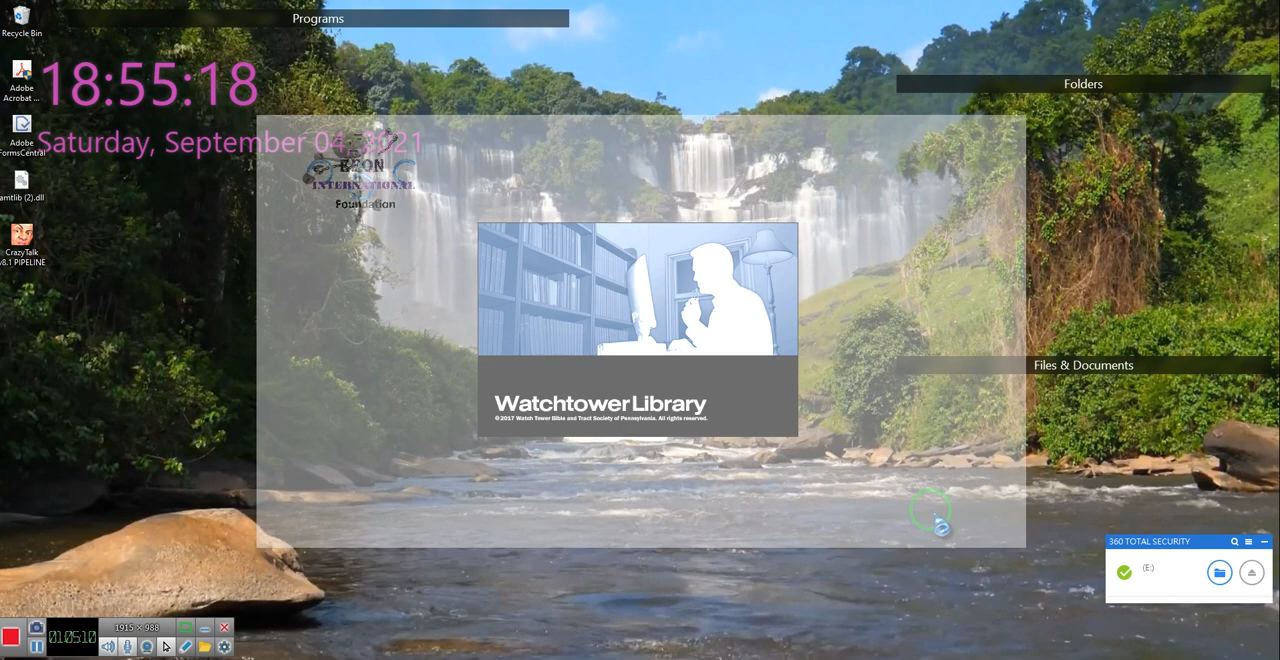 Programs
Recycle Bin
18:55:18
Folders
Adobe
Acrobat ...
Saturday, September 04, 2021
Adobe
FormsCentral
REON
INTERNATIONAL
Foundation
amtlib (2).dll
CrazyTalk
v8.1 PIPELINE
Files & Documents
Watchtower Library
© 2017 Watch Tower Bible and Tract Society of Pennsylvania. All rights reserved.
360 TOTAL SECURITY
(E:)
1915 × 988
01:05:10